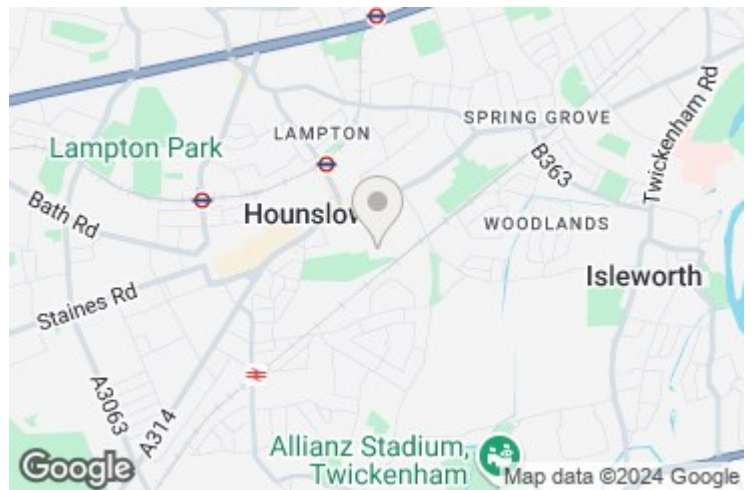 LAMPTON
SPRING GROVE
Twickenham Rd
Lampton Park
B363
Bath Rd
Hounslow
WOODLANDS
Isleworth
Staines Rd
A3063
A314
Allianz Stadium,
Twickenham
Google
Map data ©2024 Google